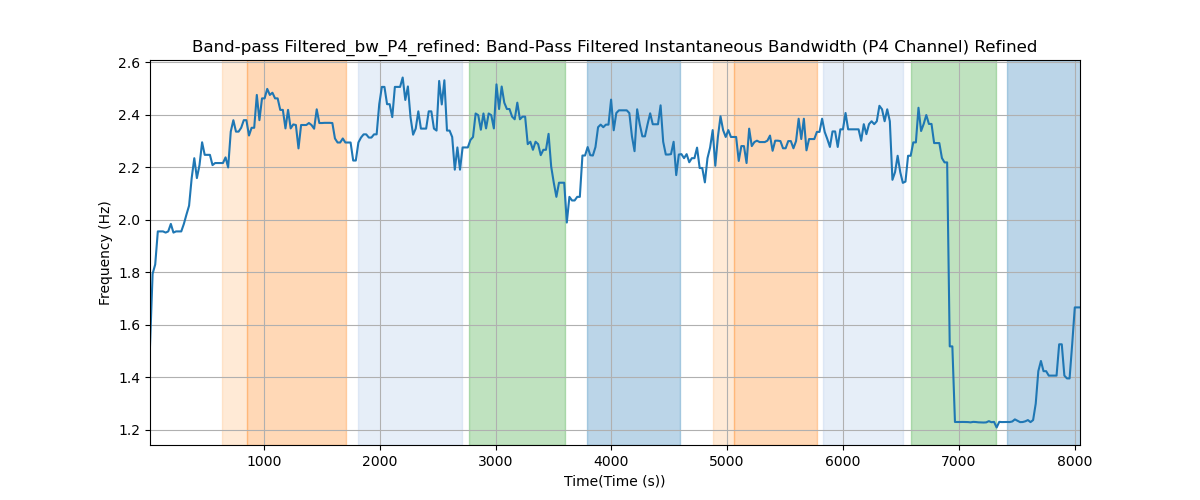 Band-pass Filtered_bw_P4_refined: Band-Pass Filtered Instantaneous Bandwidth (P4 Channel) Refined
2.6
2.4
2.2
2.0
1.8
1.6
1.4
1.2
Frequency (Hz)
1000 2000 3000 4000 5000 6000 7000 8000
Time(Time (s))